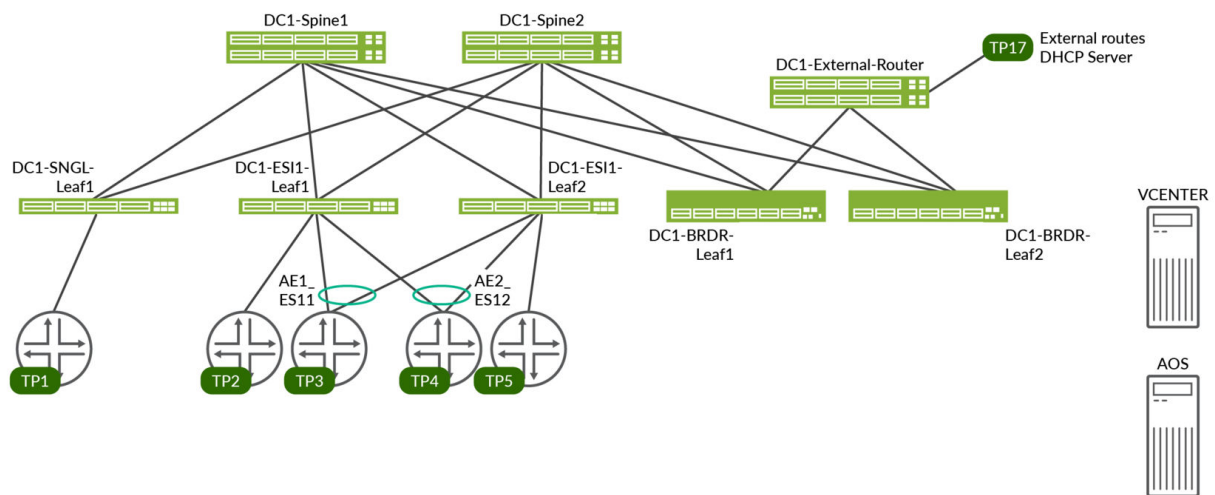 DC1-Spine1
DC1-Spine2
TP17
External routes
DHCP Server
DC1-External-Router
DC1-SNGL-
Leaf1
DC1-ESI1-
Leaf1
DC1-ESI1-
Leaf2
DC1-BRDR-
Leaf1
DC1-BRDR-
Leaf2
VCENTER
AE1_
ES11
AE2_
ES12
TP1
TP2
TP3
TP4
TP5
AOS